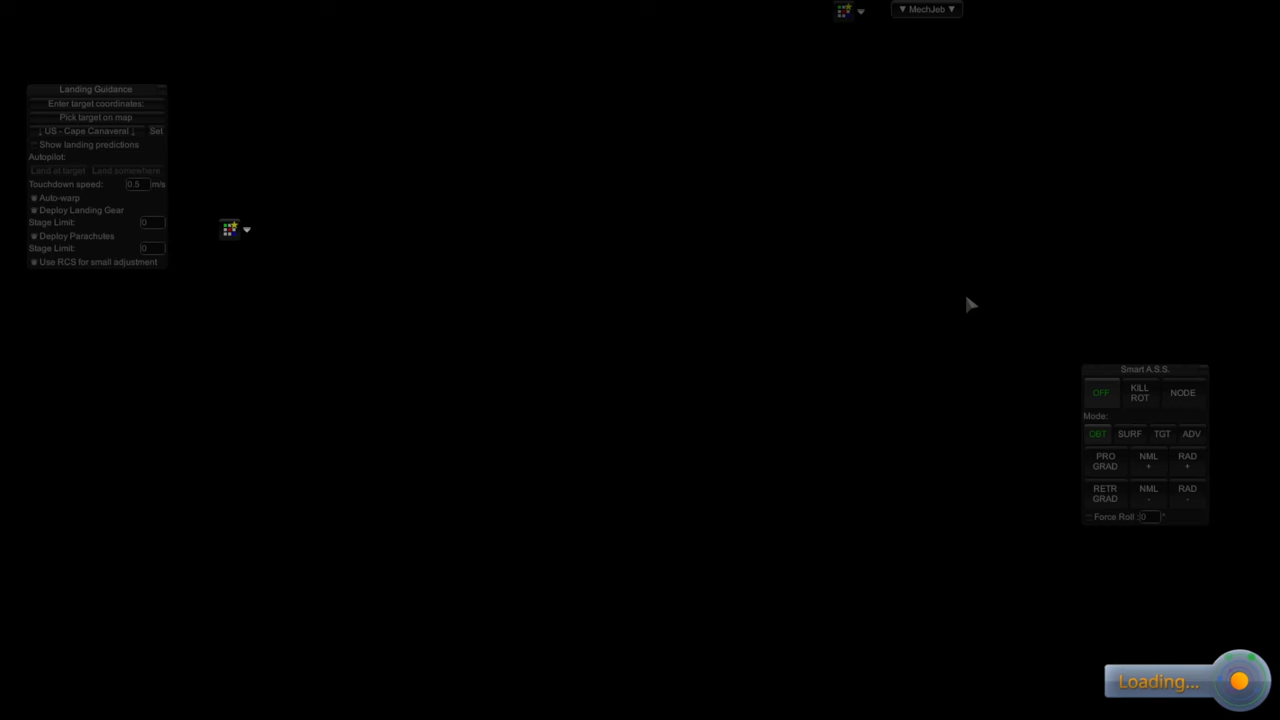 ▼ MechJeb ▼
Landing Guidance
Enter target coordinates:
Pick target on map
↓ US - Cape Canaveral ↓ Set
Show landing predictions
Autopilot:
Land at target Land somewhere
Touchdown speed: 0.5 m/s
Auto-warp
Deploy Landing Gear
Stage Limit: 0
Deploy Parachutes
Stage Limit: 0
Use RCS for small adjustment
Smart A.S.S.
OFF KILL ROT NODE
Mode:
OBT SURF TGT ADV
PRO GRAD NML + RAD +
RETR GRAD NML - RAD -
Force Roll : 0 °
Loading...